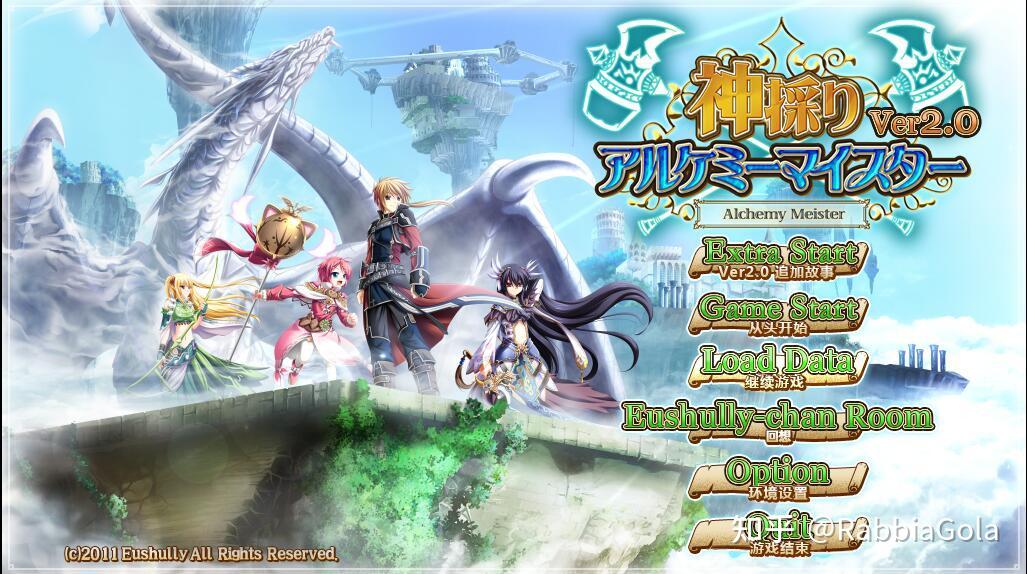 神採り Ver2.0
アルケミーマイスター
Alchemy Meister
Extra Start
Ver2.0 追加故事
Game Start
从头开始
Load Data
继续游戏
Eushully-chan Room
回想
Option
环境设置
Quit
游戏结束
知乎 @RabbiaGola
(c)2011 Eushully All Rights Reserved.